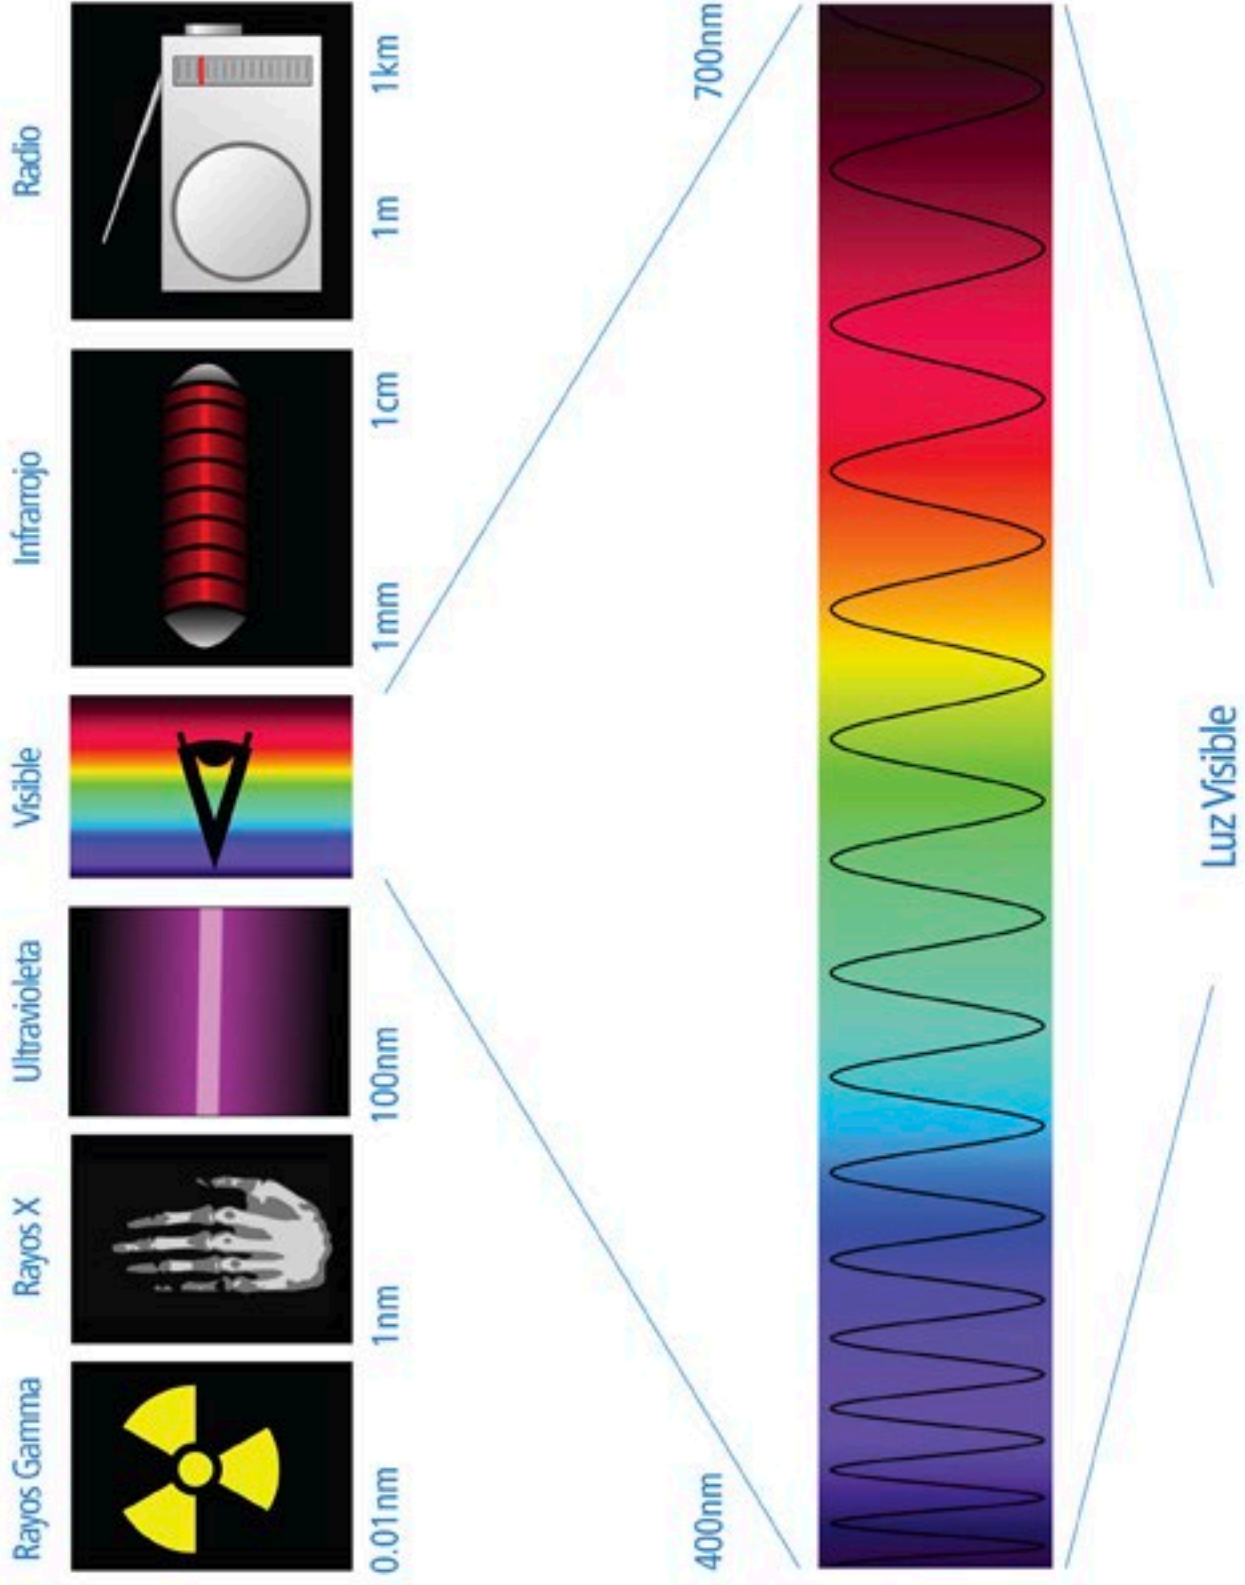 Rayos Gamma
Rayos X
Ultravioleta
Visible
Infrarrojo
Radio
0.01nm
1nm
100nm
1mm
1cm
1m
1km
400nm
700nm
Luz Visible